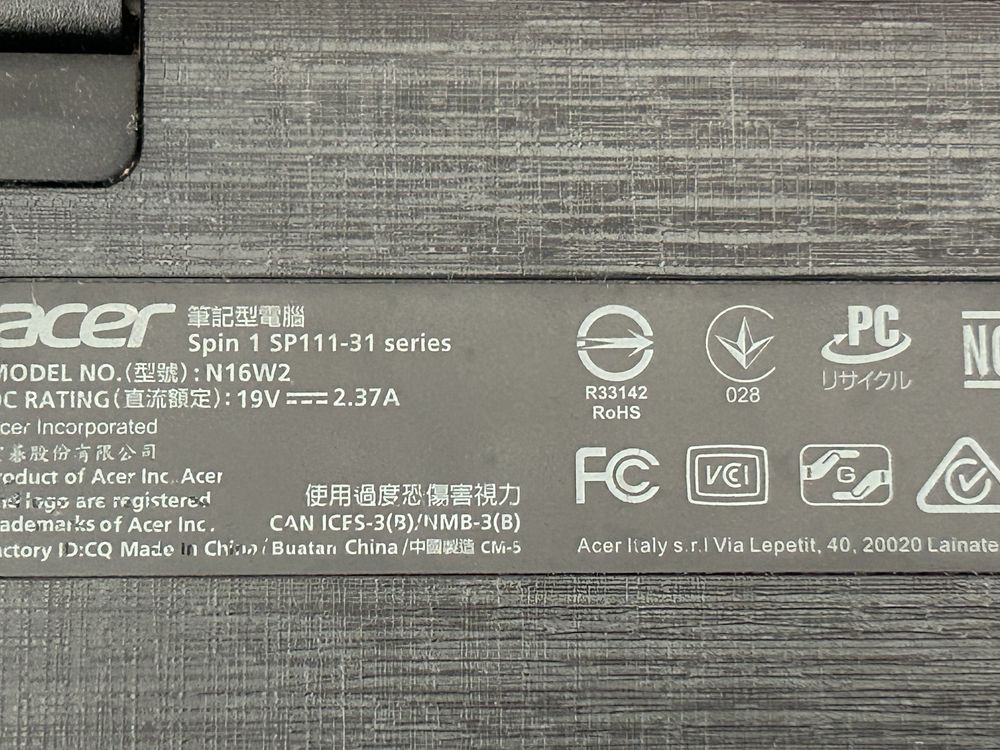 acer 筆記型電腦
Spin 1 SP111-31 series
MODEL NO.(型號): N16W2
DC RATING(直流額定): 19V 2.37A
cer Incorporated
宏碁股份有限公司
roduct of Acer Inc. Acer
logo are registered
ademarks of Acer Inc.
使用過度恐傷害視力
CAN ICES-3(B)/NMB-3(B)
actory ID:CQ Made in China / Buatan China /中國製造 CM-5
R33142
RoHS
028
PC
リサイクル
NO
FC
VCI
G
Acer Italy s.r.l Via Lepetit, 40, 20020 Lainate